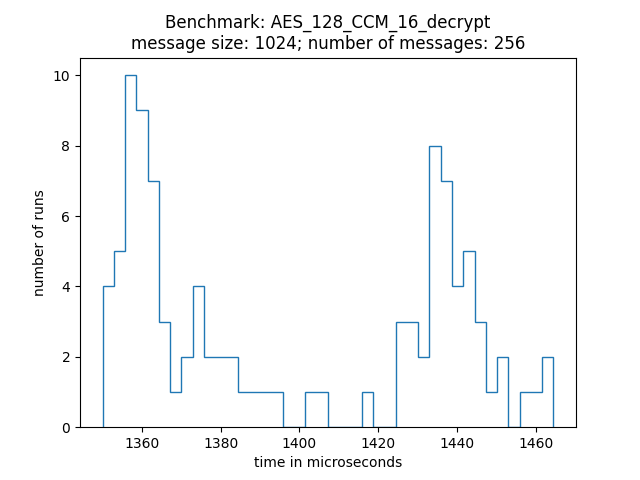 Benchmark: AES_128_CCM_16_decrypt
message size: 1024; number of messages: 256
10
8
6
4
2
0
number of runs
1360 1380 1400 1420 1440 1460
time in microseconds